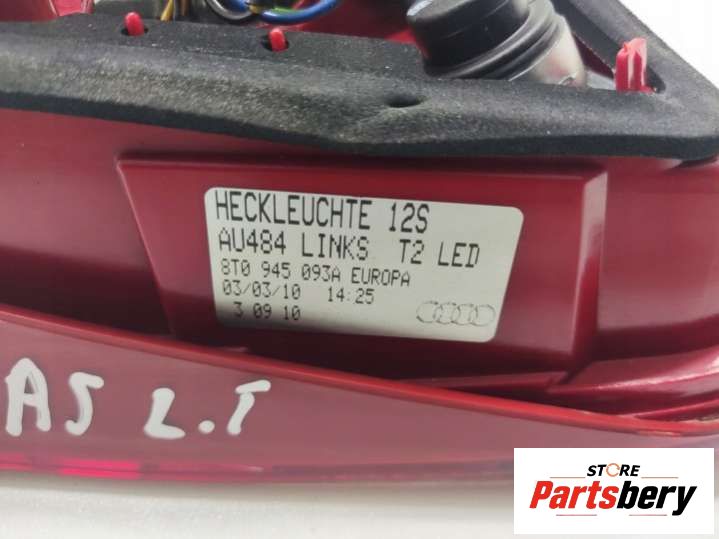 HECKLEUCHTE 12S
AU484 LINKS T2 LED
8T0 945 093A EUROPA
03/03/10 14:25
3 09 10
A5 L.T
STORE
Partsbery